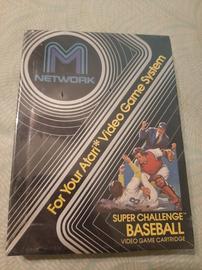 M
NETWORK
For Your Atari* Video Game System
SUPER CHALLENGE™
BASEBALL
VIDEO GAME CARTRIDGE